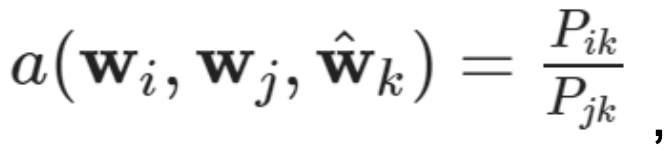 a(𝐰ᵢ, 𝐰ⱼ, 𝐰̂ₖ) = Pᵢₖ / Pⱼₖ ,